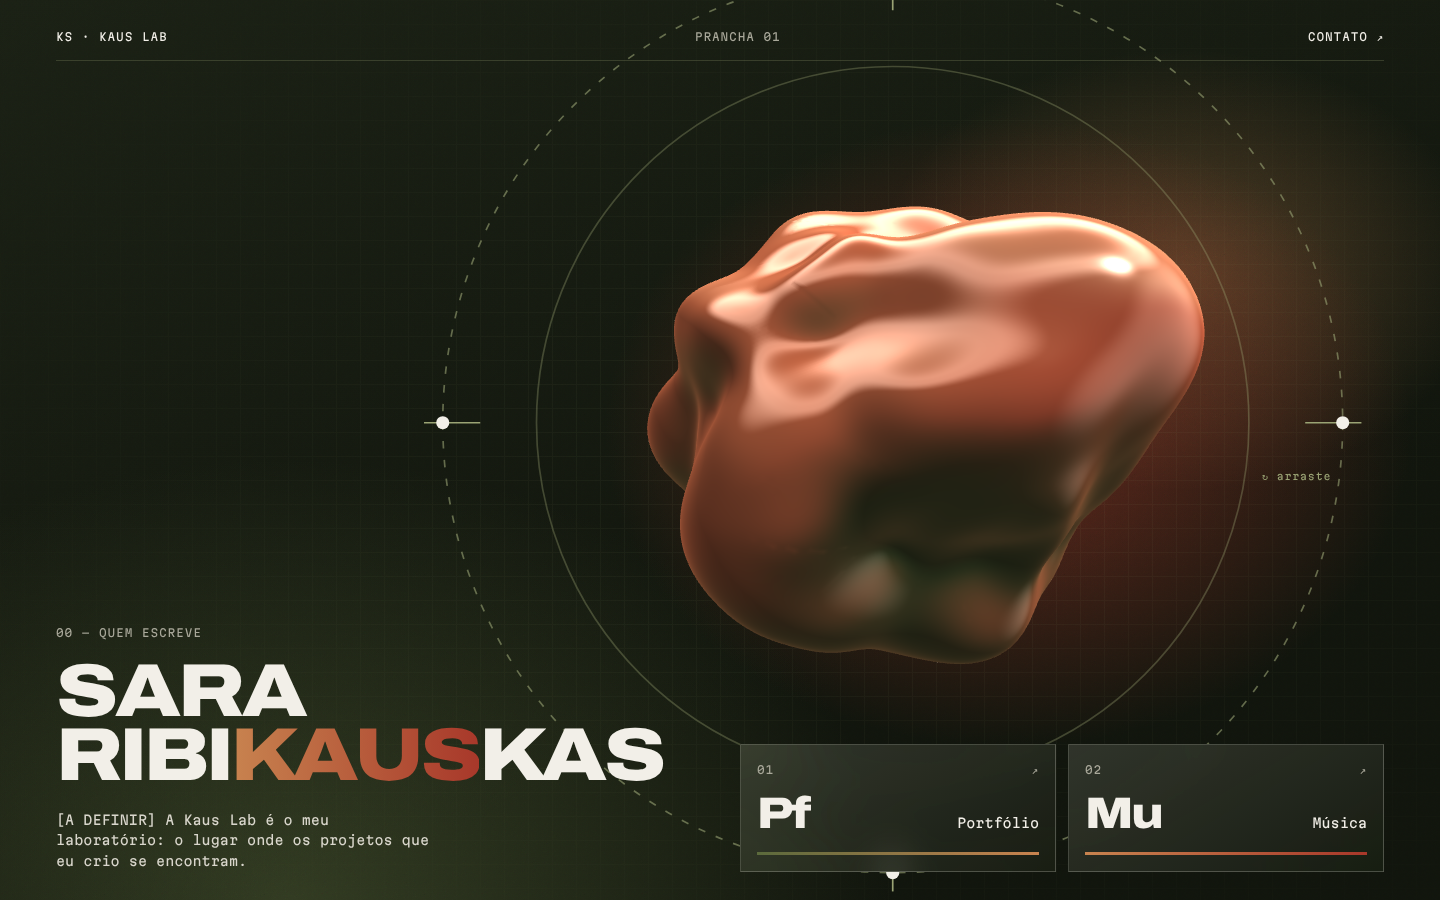 KS · KAUS LAB
PRANCHA 01
CONTATO ↗
↻ arraste
00 — QUEM ESCREVE
SARA
RIBIKAUSKAS
[A DEFINIR] A Kaus Lab é o meu
laboratório: o lugar onde os projetos que
eu crio se encontram.
01 ↗
Pf Portfólio
02 ↗
Mu Música